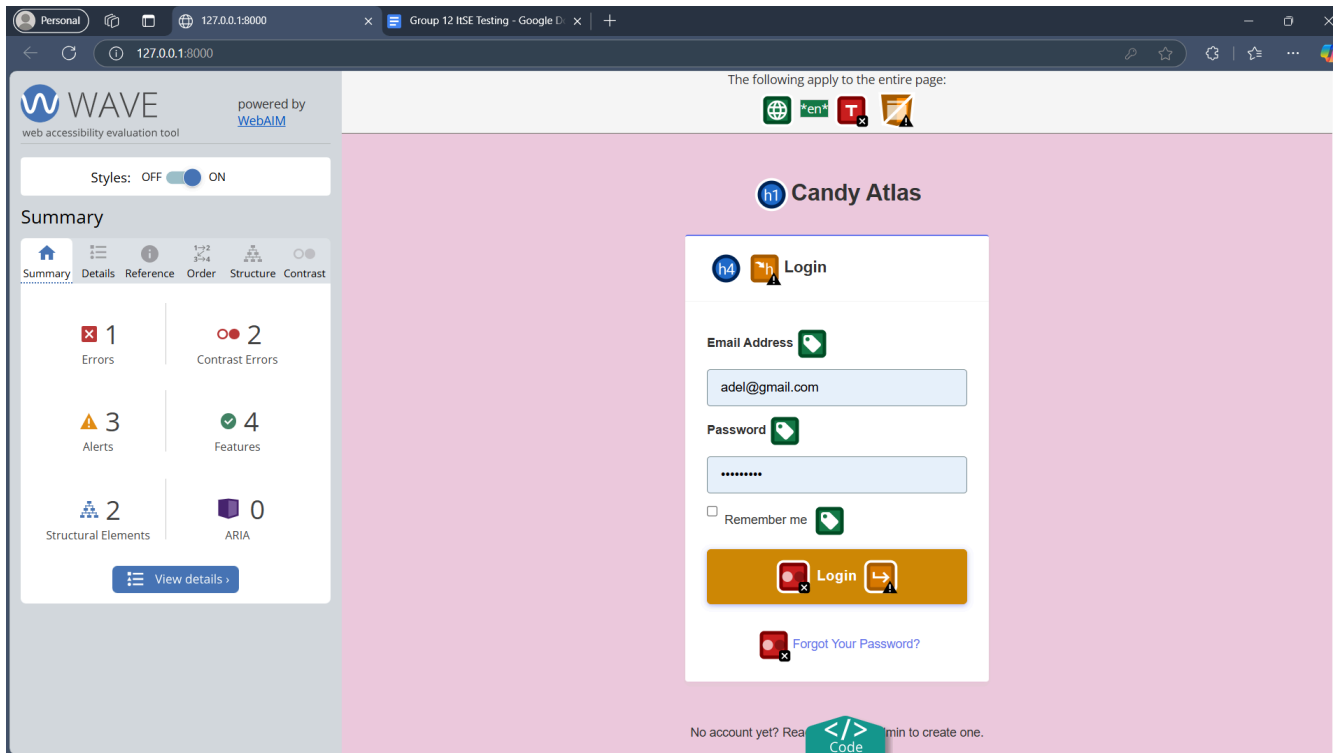 Personal
127.0.0.1:8000
Group 12 ItSE Testing - Google D
127.0.0.1:8000
WAVE
web accessibility evaluation tool
powered by
WebAIM
Styles: OFF ON
Summary
Summary Details Reference Order Structure Contrast
1
Errors
2
Contrast Errors
3
Alerts
4
Features
2
Structural Elements
0
ARIA
View details ›
The following apply to the entire page:
*en* T
h1 Candy Atlas
h4 h Login
Email Address
adel@gmail.com
Password
•••••••••
Remember me
Login
Forgot Your Password?
No account yet? Rea min to create one.
</>
Code